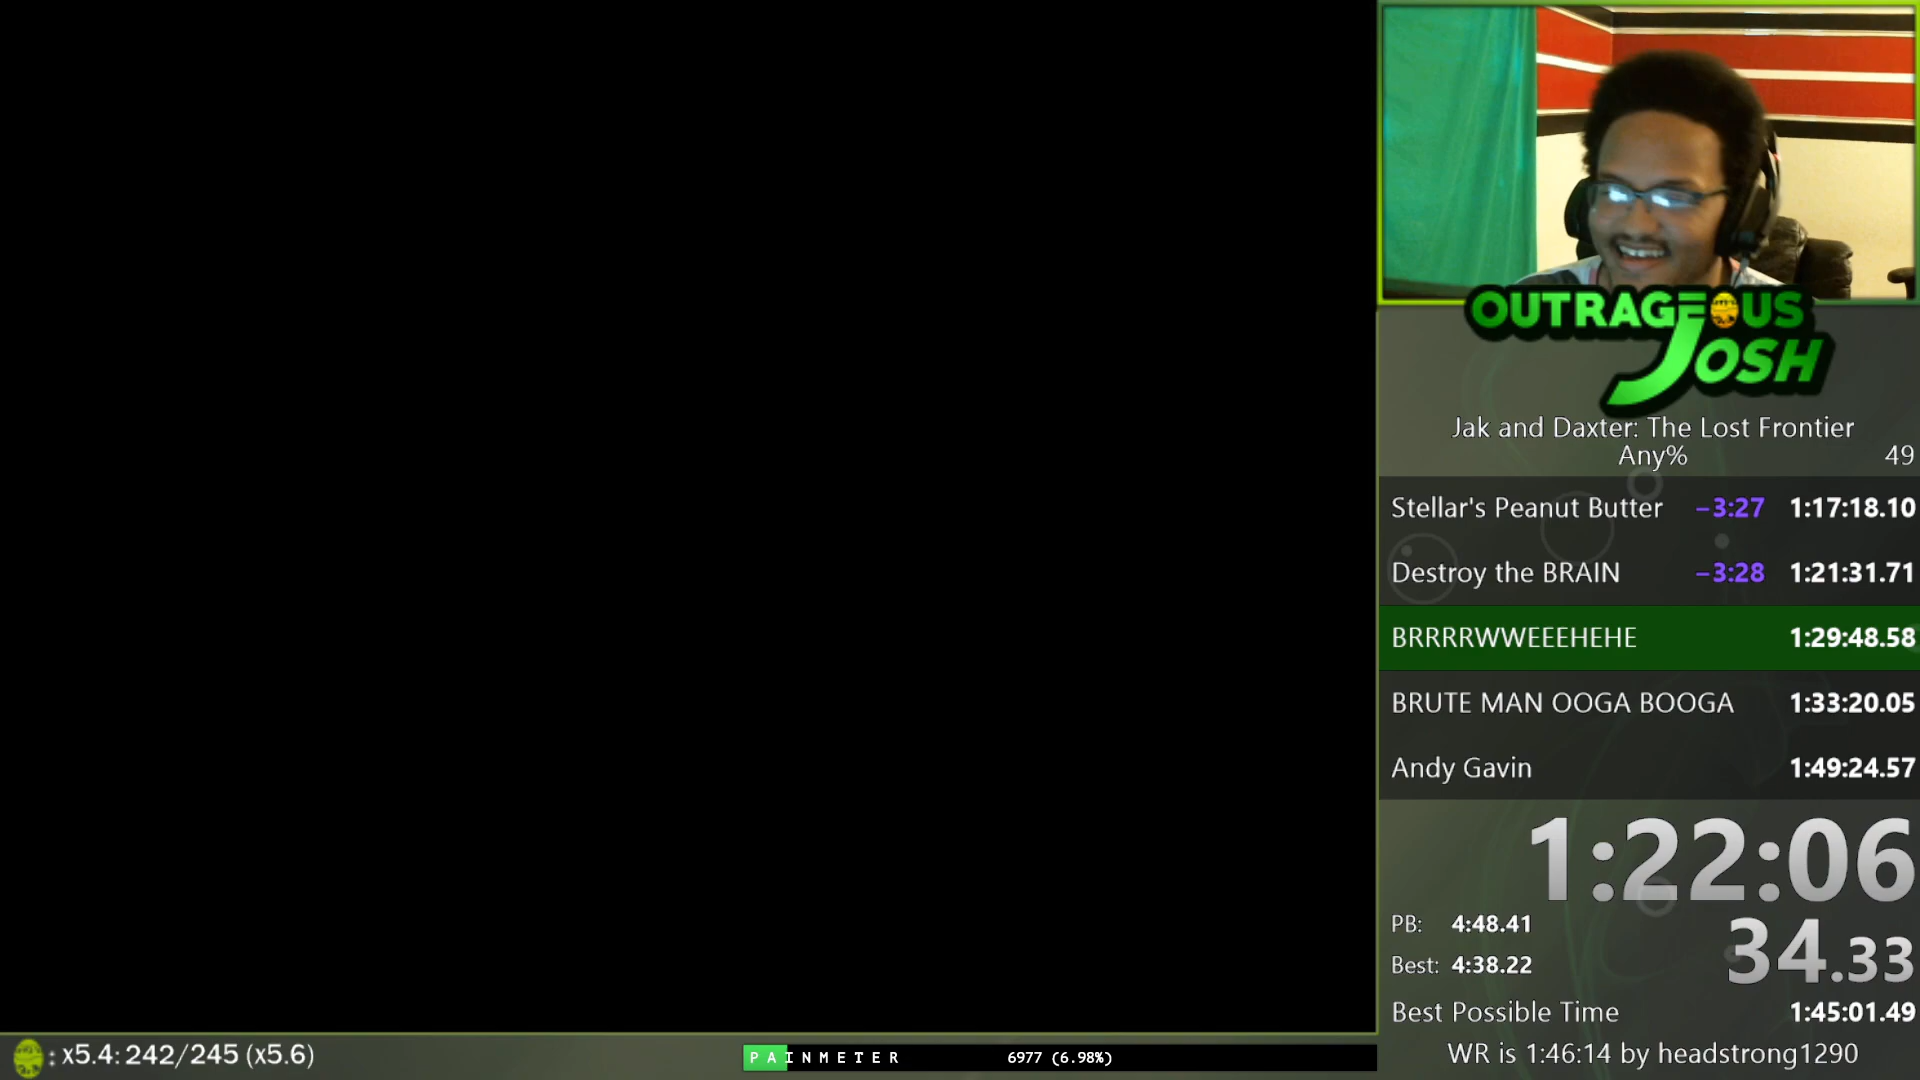 OUTRAGEOUS
JOSH
Jak and Daxter: The Lost Frontier
Any% 49
Stellar's Peanut Butter −3:27 1:17:18.10
Destroy the BRAIN −3:28 1:21:31.71
BRRRRWWEEEHEHE 1:29:48.58
BRUTE MAN OOGA BOOGA 1:33:20.05
Andy Gavin 1:49:24.57
1:22:06
PB: 4:48.41
34.33
Best: 4:38.22
Best Possible Time 1:45:01.49
WR is 1:46:14 by headstrong1290
: x5.4: 242/245 (x5.6)
PAINMETER 6977 (6.98%)